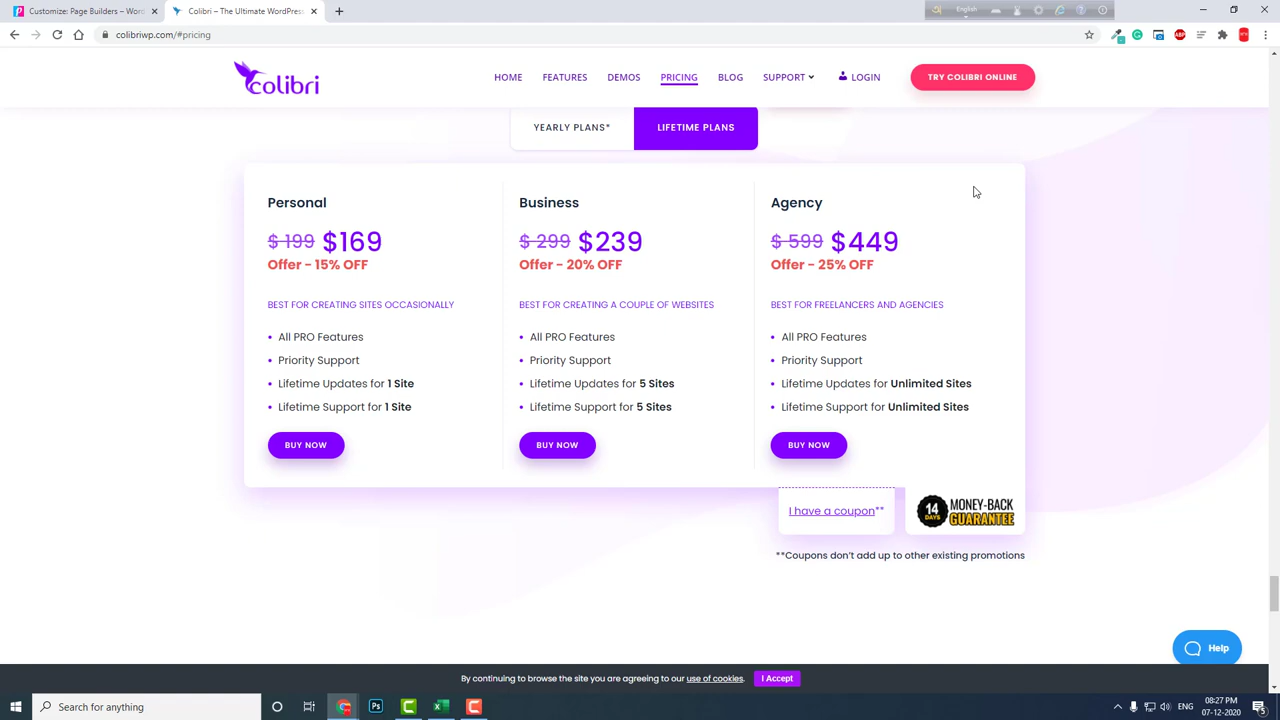 Customize: Page Builders – Wor
Colibri – The Ultimate WordPres
English
colibriwp.com/#pricing
colibri
HOME
FEATURES
DEMOS
PRICING
BLOG
SUPPORT
LOGIN
TRY COLIBRI ONLINE
YEARLY PLANS*
LIFETIME PLANS
Personal
$ 199 $169
Offer - 15% OFF
BEST FOR CREATING SITES OCCASIONALLY
All PRO Features
Priority Support
Lifetime Updates for 1 Site
Lifetime Support for 1 Site
BUY NOW
Business
$ 299 $239
Offer - 20% OFF
BEST FOR CREATING A COUPLE OF WEBSITES
All PRO Features
Priority Support
Lifetime Updates for 5 Sites
Lifetime Support for 5 Sites
BUY NOW
Agency
$ 599 $449
Offer - 25% OFF
BEST FOR FREELANCERS AND AGENCIES
All PRO Features
Priority Support
Lifetime Updates for Unlimited Sites
Lifetime Support for Unlimited Sites
BUY NOW
I have a coupon**
14 DAYS
MONEY-BACK
GUARANTEE
**Coupons don't add up to other existing promotions
Help
By continuing to browse the site you are agreeing to our use of cookies.
I Accept
Search for anything
ENG
08:27 PM
07-12-2020